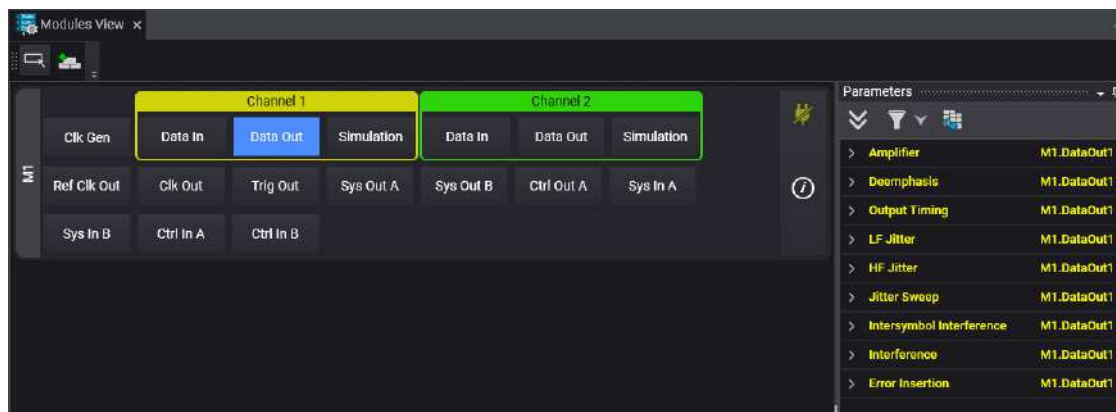 Modules View
Parameters
Channel 1
Channel 2
Clk Gen
Data In
Data Out
Simulation
Data In
Data Out
Simulation
M1
Ref Clk Out
Clk Out
Trig Out
Sys Out A
Sys Out B
Ctrl Out A
Sys In A
Sys In B
Ctrl In A
Ctrl In B
Amplifier M1.DataOut1
Deemphasis M1.DataOut1
Output Timing M1.DataOut1
LF Jitter M1.DataOut1
HF Jitter M1.DataOut1
Jitter Sweep M1.DataOut1
Intersymbol Interference M1.DataOut1
Interference M1.DataOut1
Error Insertion M1.DataOut1